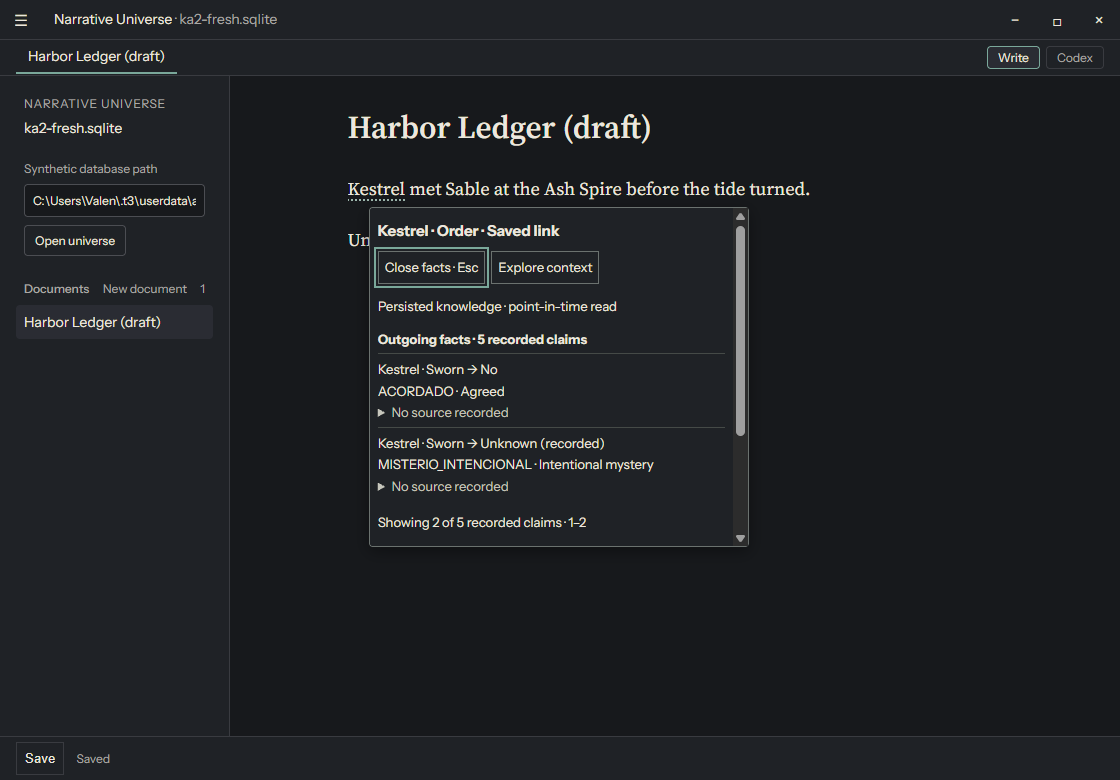 Narrative Universe · ka2-fresh.sqlite
Harbor Ledger (draft)
Write
Codex
NARRATIVE UNIVERSE
ka2-fresh.sqlite
Synthetic database path
C:\Users\Valen\.t3\userdata\a
Open universe
Documents New document 1
Harbor Ledger (draft)
Harbor Ledger (draft)
Kestrel met Sable at the Ash Spire before the tide turned.
Un
Kestrel · Order · Saved link
Close facts · Esc
Explore context
Persisted knowledge · point-in-time read
Outgoing facts · 5 recorded claims
Kestrel · Sworn → No
ACORDADO · Agreed
No source recorded
Kestrel · Sworn → Unknown (recorded)
MISTERIO_INTENCIONAL · Intentional mystery
No source recorded
Showing 2 of 5 recorded claims · 1–2
Save
Saved